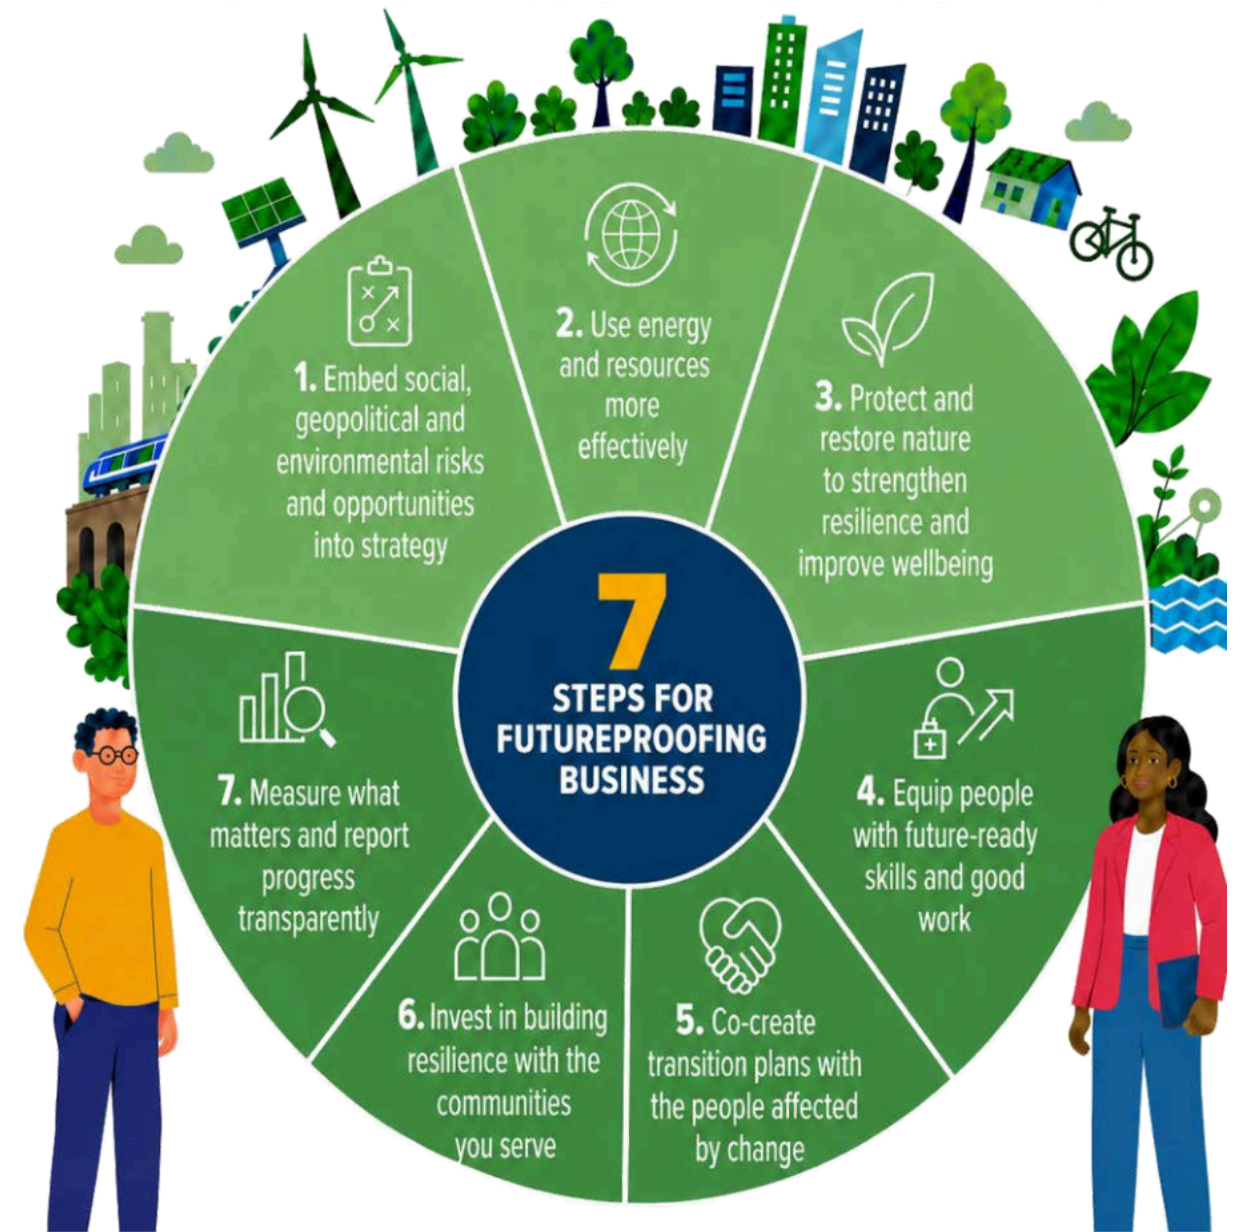 1. Embed social,
geopolitical and
environmental risks
and opportunities
into strategy
2. Use energy
and resources
more
effectively
3. Protect and
restore nature
to strengthen
resilience and
improve wellbeing
7
STEPS FOR
FUTUREPROOFING
BUSINESS
4. Equip people
with future-ready
skills and good
work
5. Co-create
transition plans with
the people affected
by change
6. Invest in building
resilience with the
communities
you serve
7. Measure what
matters and report
progress
transparently